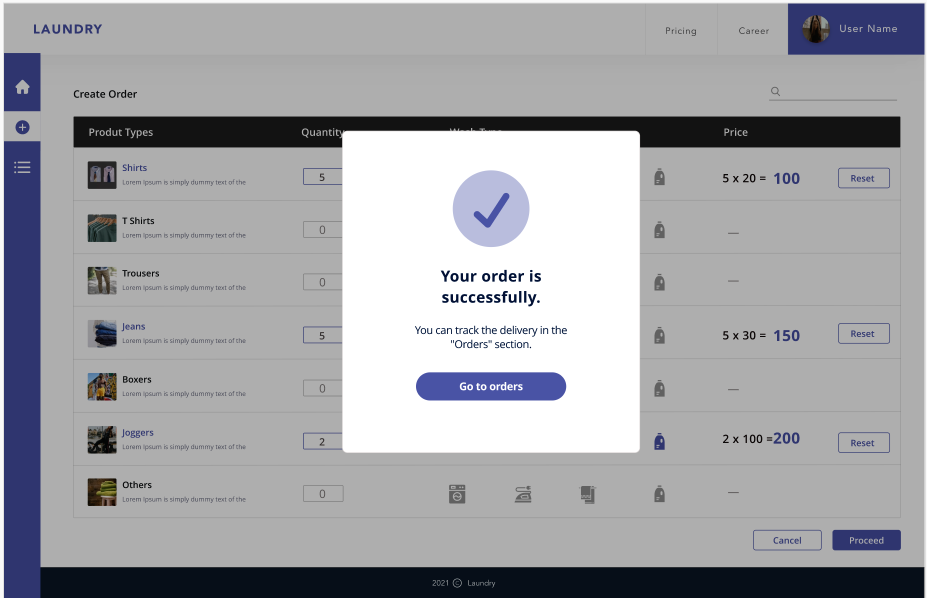 LAUNDRY
Pricing
Career
User Name
Create Order
Produt Types
Quantity
Wash Type
Price
Shirts
Lorem Ipsum is simply dummy text of the
5
5 x 20 = 100
Reset
T Shirts
Lorem Ipsum is simply dummy text of the
0
—
Trousers
Lorem Ipsum is simply dummy text of the
0
—
Jeans
Lorem Ipsum is simply dummy text of the
5
5 x 30 = 150
Reset
Boxers
Lorem Ipsum is simply dummy text of the
0
—
Joggers
Lorem Ipsum is simply dummy text of the
2
2 x 100 =200
Reset
Others
Lorem Ipsum is simply dummy text of the
0
—
Your order is
successfully.
You can track the delivery in the
"Orders" section.
Go to orders
Cancel
Proceed
2021 © Laundry